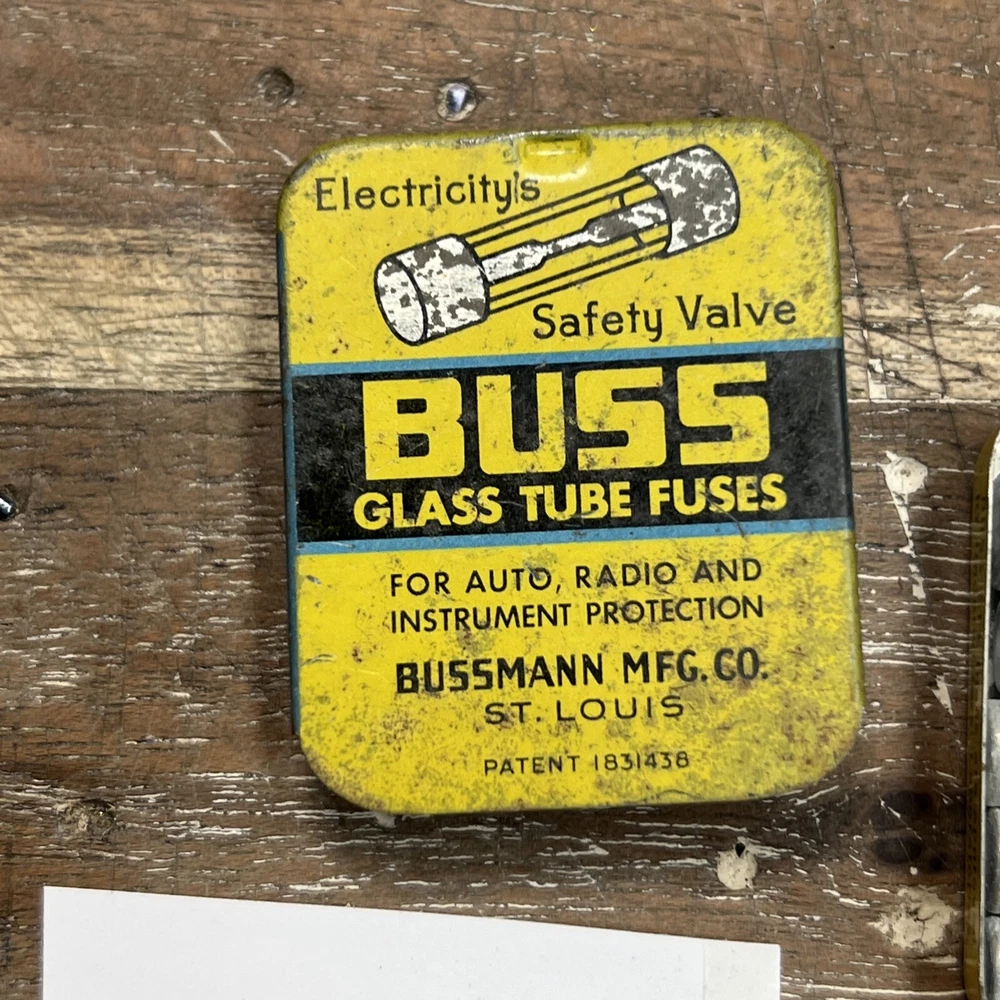 Electricity's
Safety Valve
BUSS
GLASS TUBE FUSES
FOR AUTO, RADIO AND
INSTRUMENT PROTECTION
BUSSMANN MFG. CO.
ST. LOUIS
PATENT 1831438